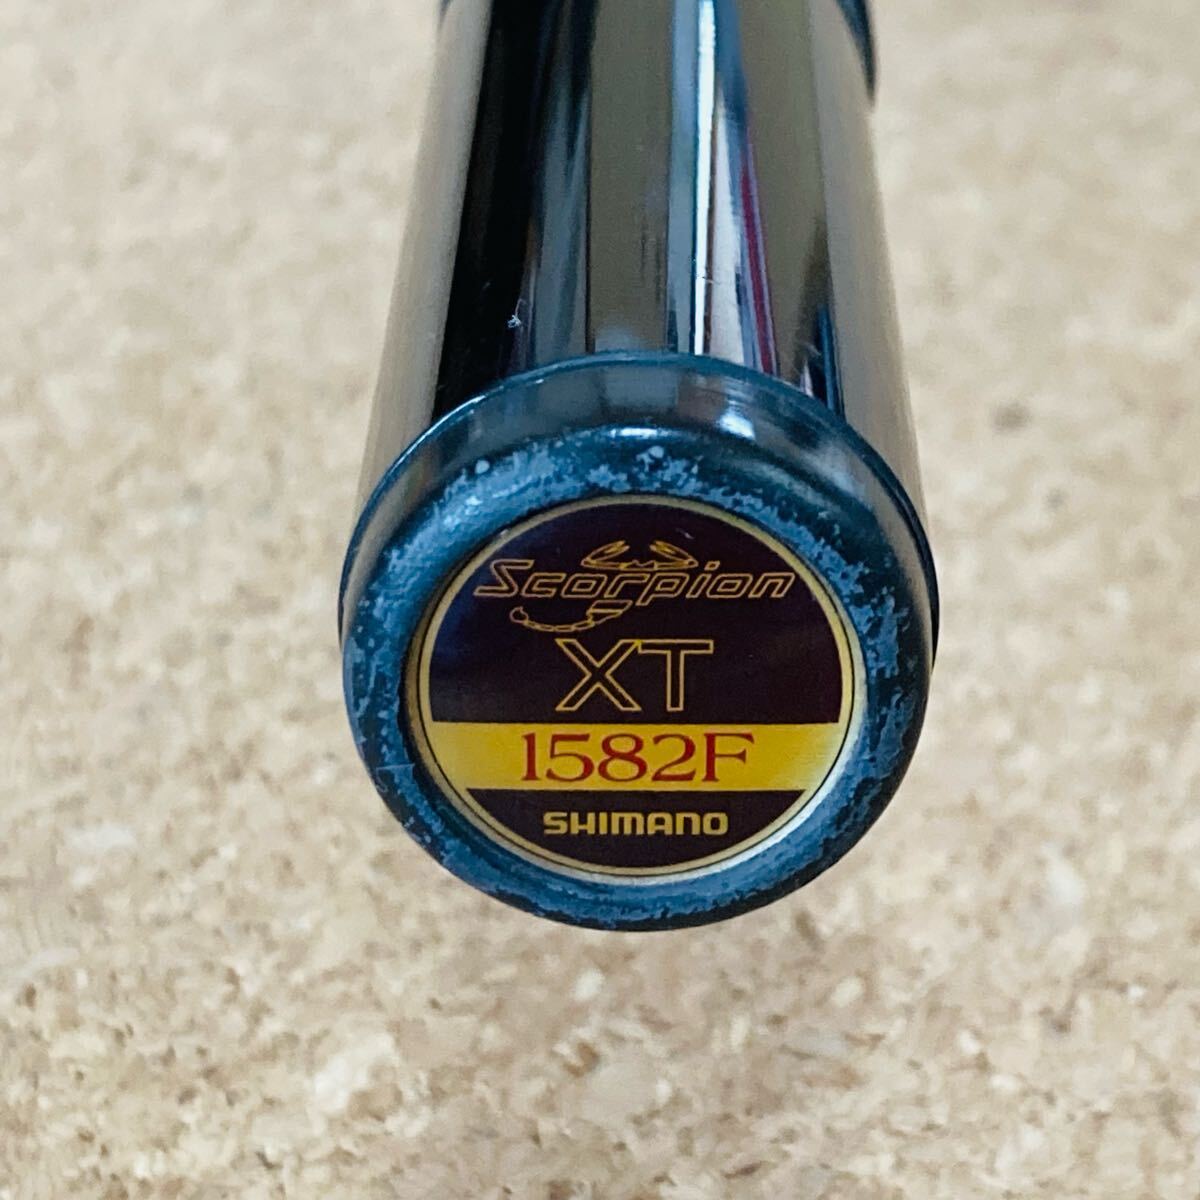 Scorpion
XT
1582F
SHIMANO